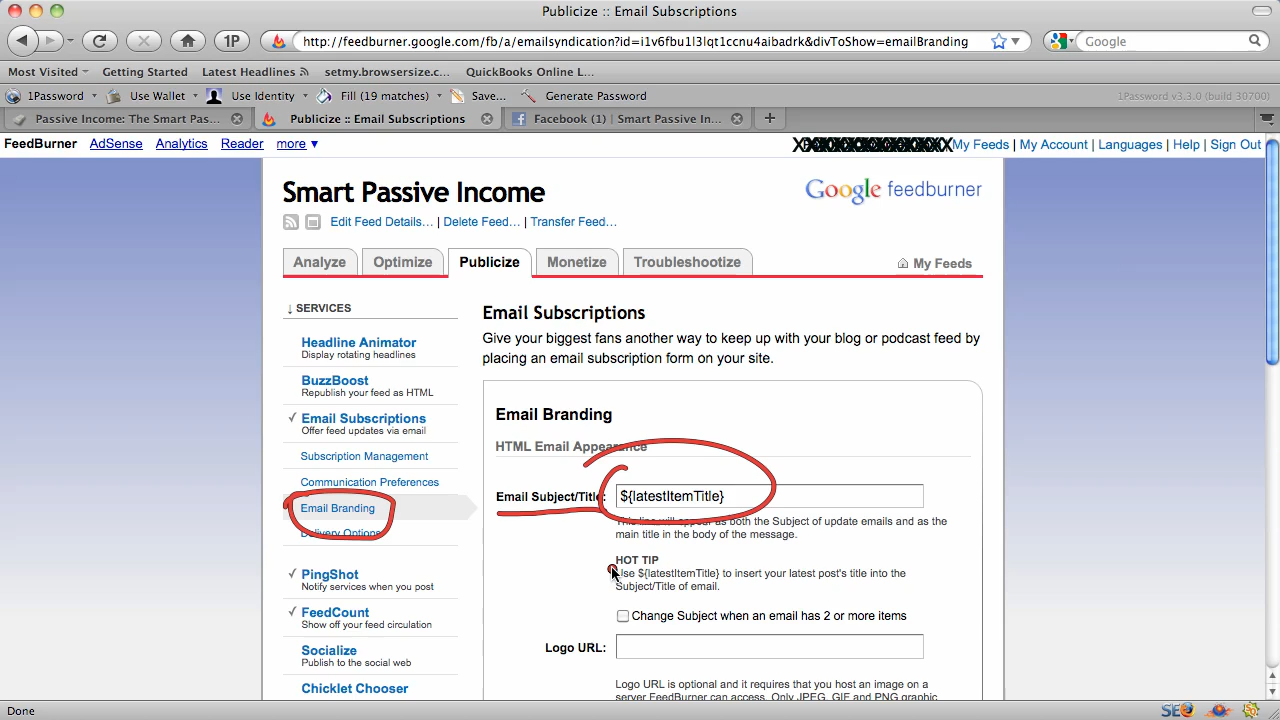 Publicize :: Email Subscriptions
1P
http://feedburner.google.com/fb/a/emailsyndication?id=i1v6fbu1l3lqt1ccnu4aibadrk&divToShow=emailBranding
Google
Most Visited Getting Started Latest Headlines setmy.browsersize.c... QuickBooks Online L...
1Password Use Wallet Use Identity Fill (19 matches) Save... Generate Password 1Password v3.3.0 (build 30700)
Passive Income: The Smart Pas... Publicize :: Email Subscriptions Facebook (1) | Smart Passive In...
FeedBurner AdSense Analytics Reader more ▼ My Feeds | My Account | Languages | Help | Sign Out
Smart Passive Income
Google feedburner
Edit Feed Details... | Delete Feed... | Transfer Feed...
Analyze Optimize Publicize Monetize Troubleshootize My Feeds
↓ SERVICES
Headline Animator
Display rotating headlines
BuzzBoost
Republish your feed as HTML
✓ Email Subscriptions
Offer feed updates via email
Subscription Management
Communication Preferences
Email Branding
Delivery Options
✓ PingShot
Notify services when you post
✓ FeedCount
Show off your feed circulation
Socialize
Publish to the social web
Chicklet Chooser
Email Subscriptions
Give your biggest fans another way to keep up with your blog or podcast feed by
placing an email subscription form on your site.
Email Branding
HTML Email Appearance
Email Subject/Title: ${latestItemTitle}
This line will appear as both the Subject of update emails and as the
main title in the body of the message.
HOT TIP
Use ${latestItemTitle} to insert your latest post's title into the
Subject/Title of email.
Change Subject when an email has 2 or more items
Logo URL:
Logo URL is optional and it requires that you host an image on a
server FeedBurner can access. Only JPEG, GIF and PNG graphic
Done
SEO